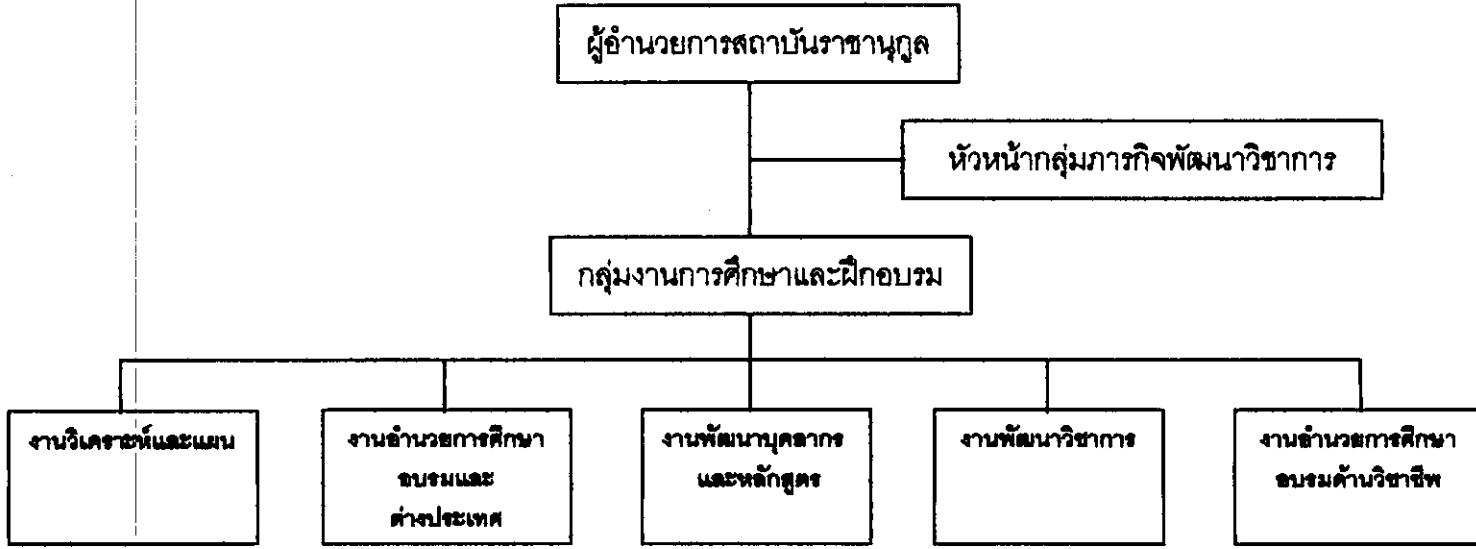 ผู้อำนวยการสถาบันราชานุกูล
หัวหน้ากลุ่มภารกิจพัฒนาวิชาการ
กลุ่มงานการศึกษาและฝึกอบรม
งานวิเคราะห์และแผน
งานอำนวยการศึกษา
อบรมและ
ต่างประเทศ
งานพัฒนาบุคลากร
และหลักสูตร
งานพัฒนาวิชาการ
งานอำนวยการศึกษา
อบรมด้านวิชาชีพ